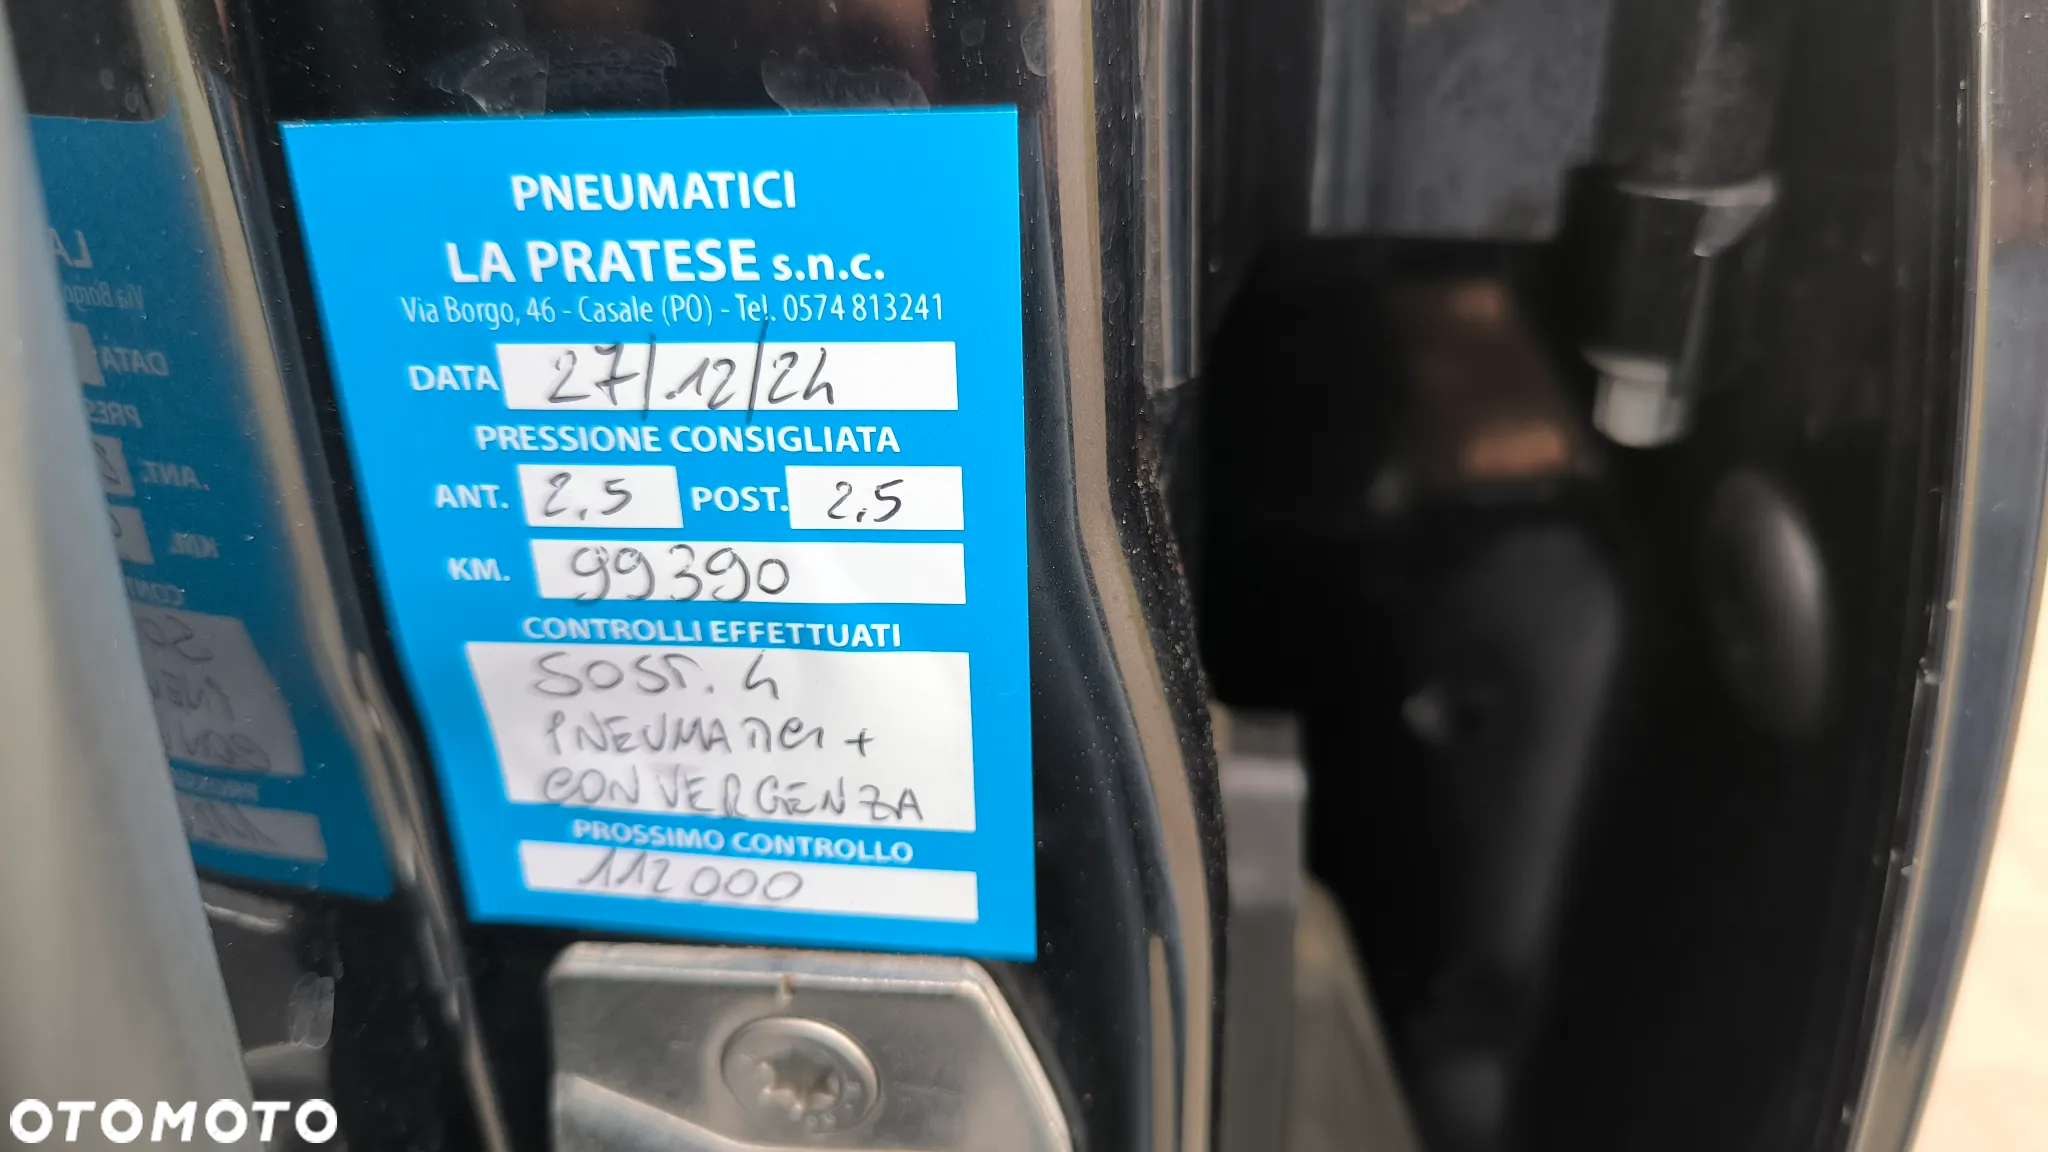 PNEUMATICI
LA PRATESE s.n.c.
Via Borgo, 46 - Casale (PO) - Tel. 0574 813241
DATA 27/12/24
PRESSIONE CONSIGLIATA
ANT. 2,5 POST. 2,5
KM. 99390
CONTROLLI EFFETTUATI
SOST. 4
PNEUMATICI +
CONVERGENZA
PROSSIMO CONTROLLO
112000
OTOMOTO